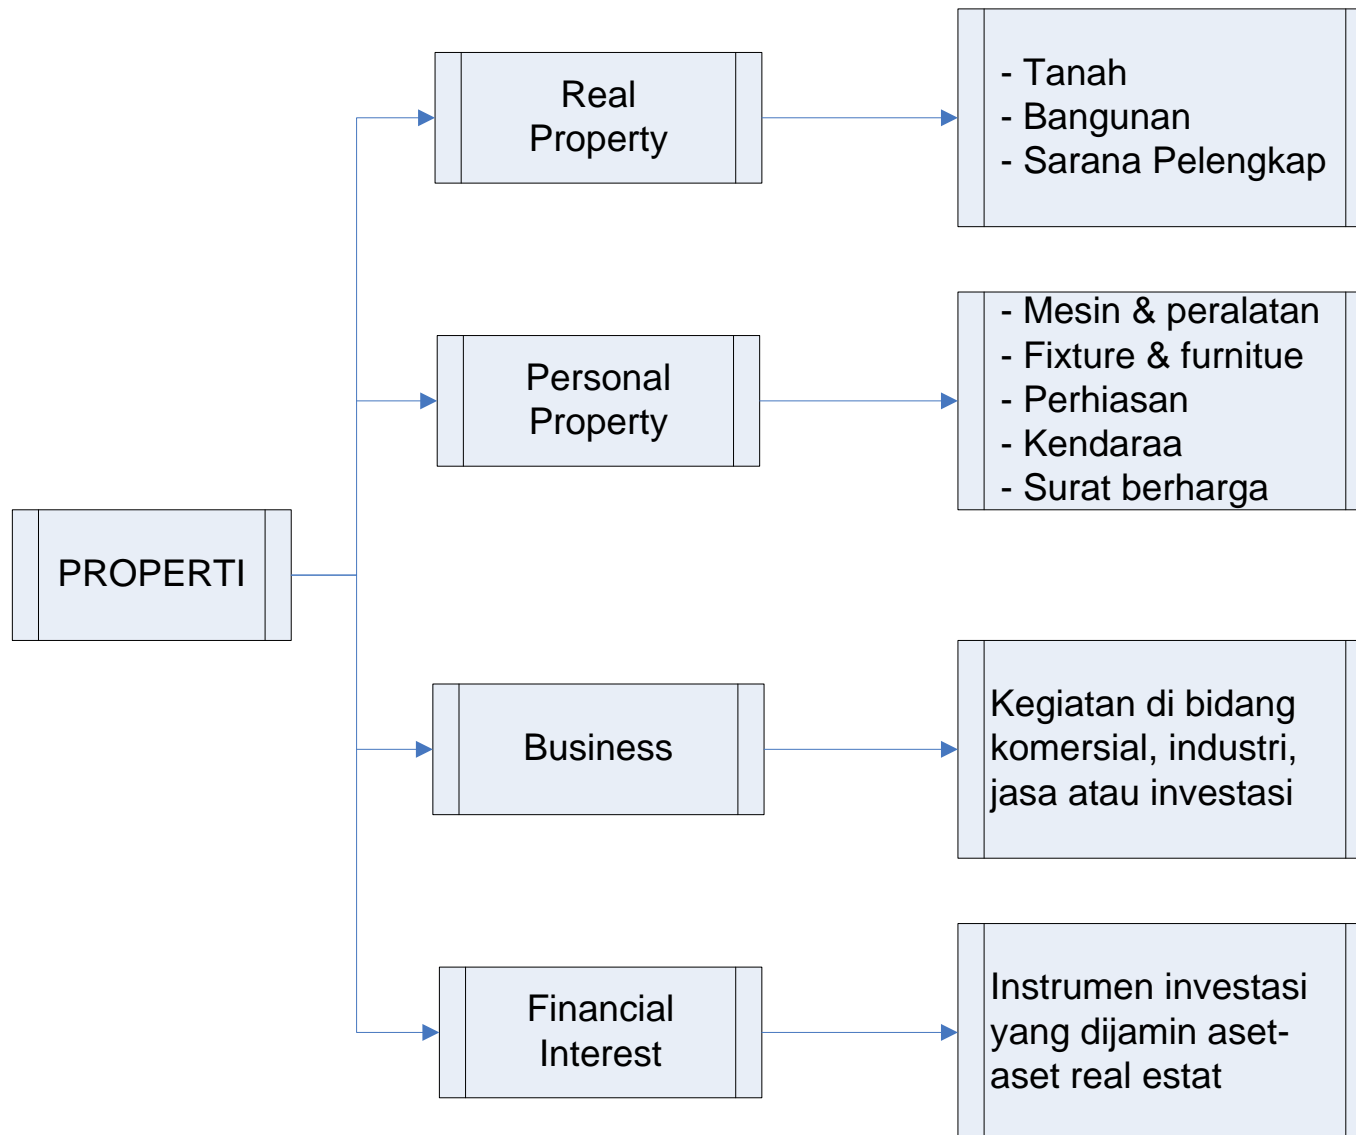 PROPERTI
Real
Property
- Tanah
- Bangunan
- Sarana Pelengkap
Personal
Property
- Mesin & peralatan
- Fixture & furnitue
- Perhiasan
- Kendaraa
- Surat berharga
Business
Kegiatan di bidang
komersial, industri,
jasa atau investasi
Financial
Interest
Instrumen investasi
yang dijamin aset-
aset real estat